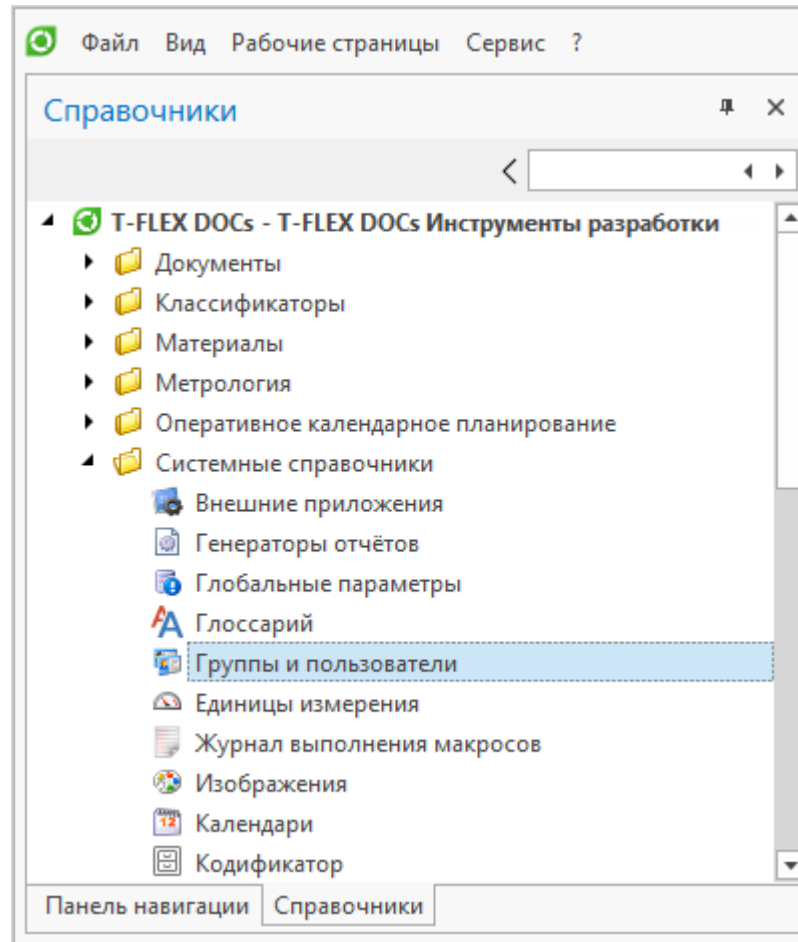 Файл Вид Рабочие страницы Сервис ?
Справочники
T-FLEX DOCs - T-FLEX DOCs Инструменты разработки
Документы
Классификаторы
Материалы
Метрология
Оперативное календарное планирование
Системные справочники
Внешние приложения
Генераторы отчётов
Глобальные параметры
Глоссарий
Группы и пользователи
Единицы измерения
Журнал выполнения макросов
Изображения
Календари
Кодификатор
Панель навигации Справочники